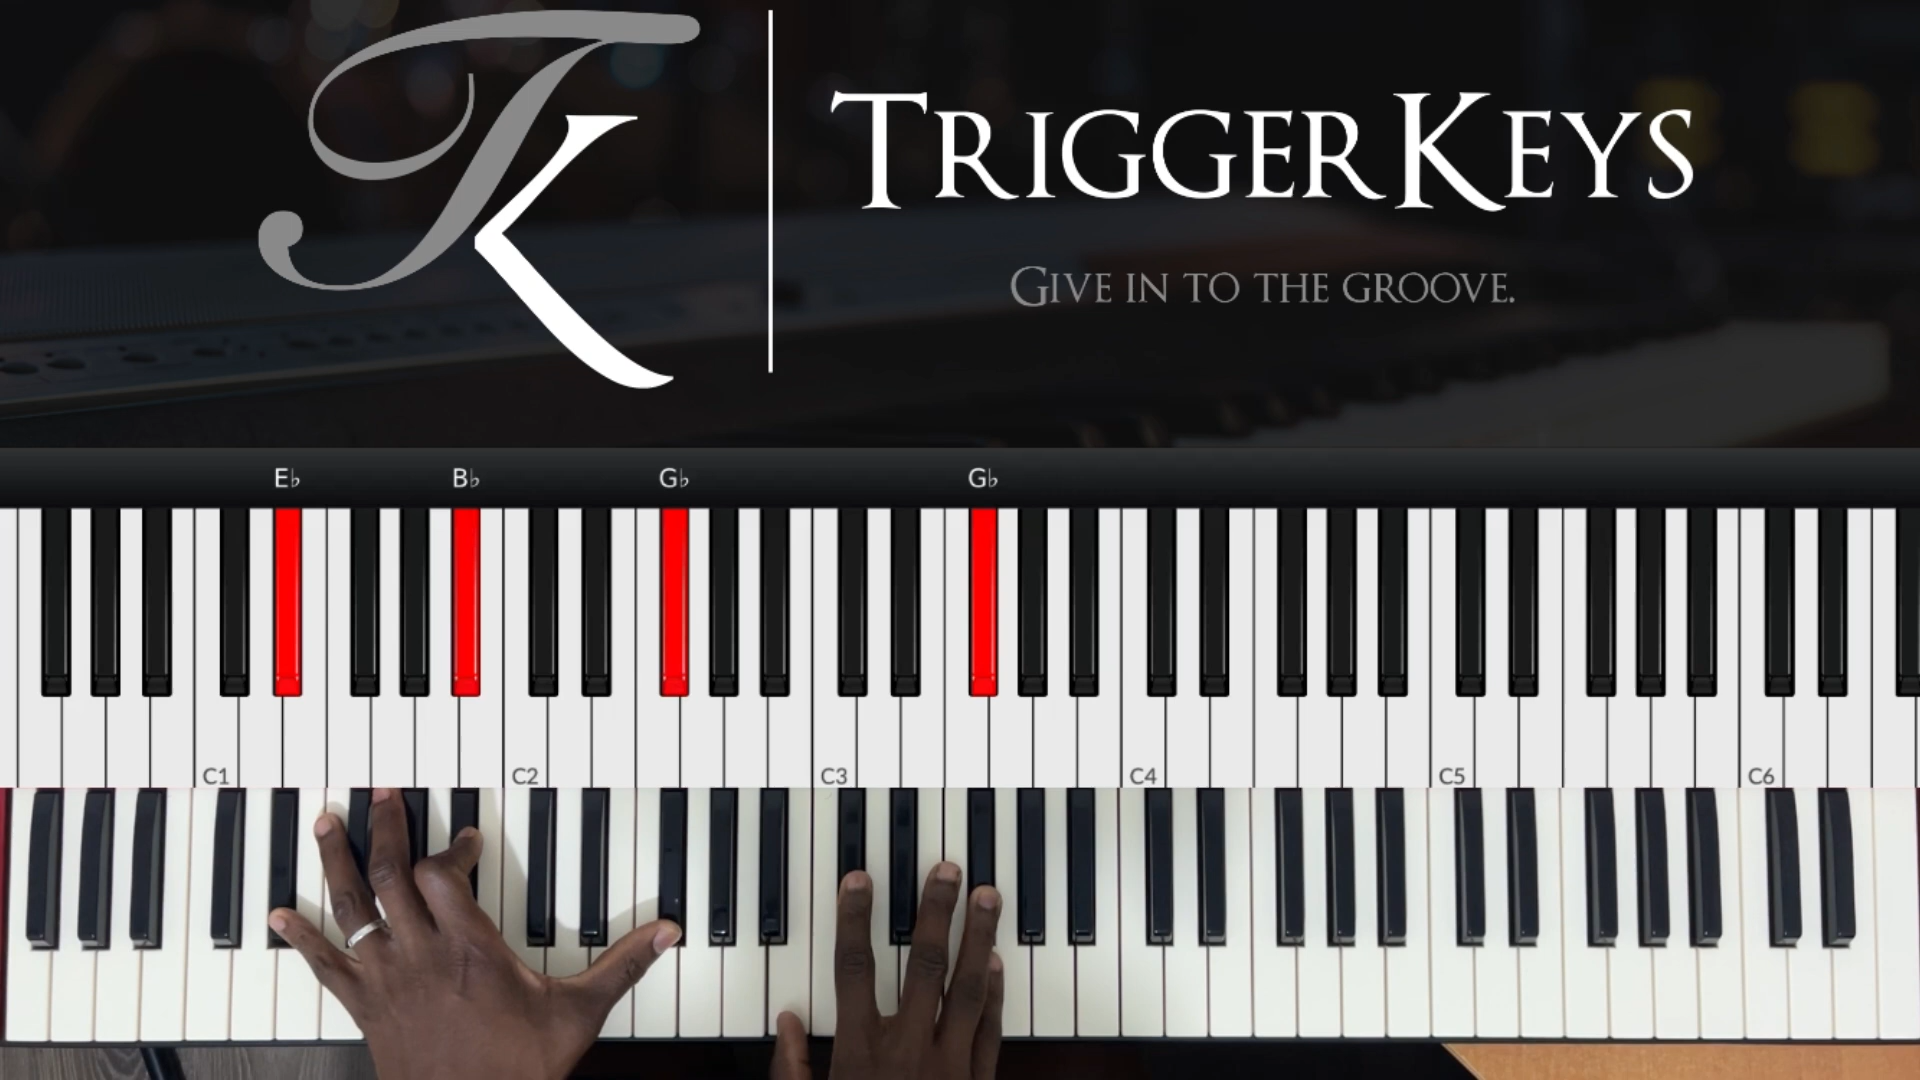 TK
TRIGGERKEYS
GIVE IN TO THE GROOVE.
E♭ B♭ G♭ G♭
C1 C2 C3 C4 C5 C6